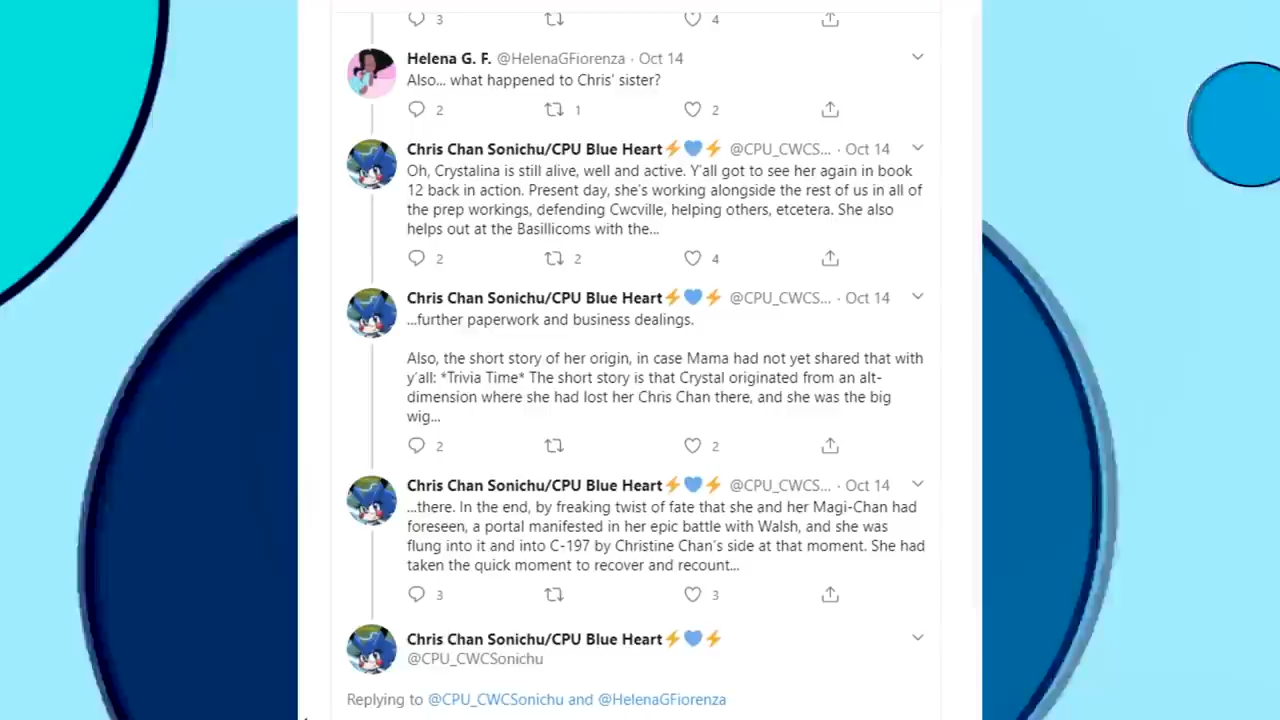 3 4
Helena G. F. @HelenaGFiorenza · Oct 14
Also... what happened to Chris' sister?
2 1 2
Chris Chan Sonichu/CPU Blue Heart⚡💙⚡ @CPU_CWCS... · Oct 14
Oh, Crystalina is still alive, well and active. Y'all got to see her again in book
12 back in action. Present day, she's working alongside the rest of us in all of
the prep workings, defending Cwcville, helping others, etcetera. She also
helps out at the Basillicoms with the...
2 2 4
Chris Chan Sonichu/CPU Blue Heart⚡💙⚡ @CPU_CWCS... · Oct 14
...further paperwork and business dealings.
Also, the short story of her origin, in case Mama had not yet shared that with
y'all: *Trivia Time* The short story is that Crystal originated from an alt-
dimension where she had lost her Chris Chan there, and she was the big
wig...
2 2
Chris Chan Sonichu/CPU Blue Heart⚡💙⚡ @CPU_CWCS... · Oct 14
...there. In the end, by freaking twist of fate that she and her Magi-Chan had
foreseen, a portal manifested in her epic battle with Walsh, and she was
flung into it and into C-197 by Christine Chan's side at that moment. She had
taken the quick moment to recover and recount...
3 3
Chris Chan Sonichu/CPU Blue Heart⚡💙⚡
@CPU_CWCSonichu
Replying to @CPU_CWCSonichu and @HelenaGFiorenza